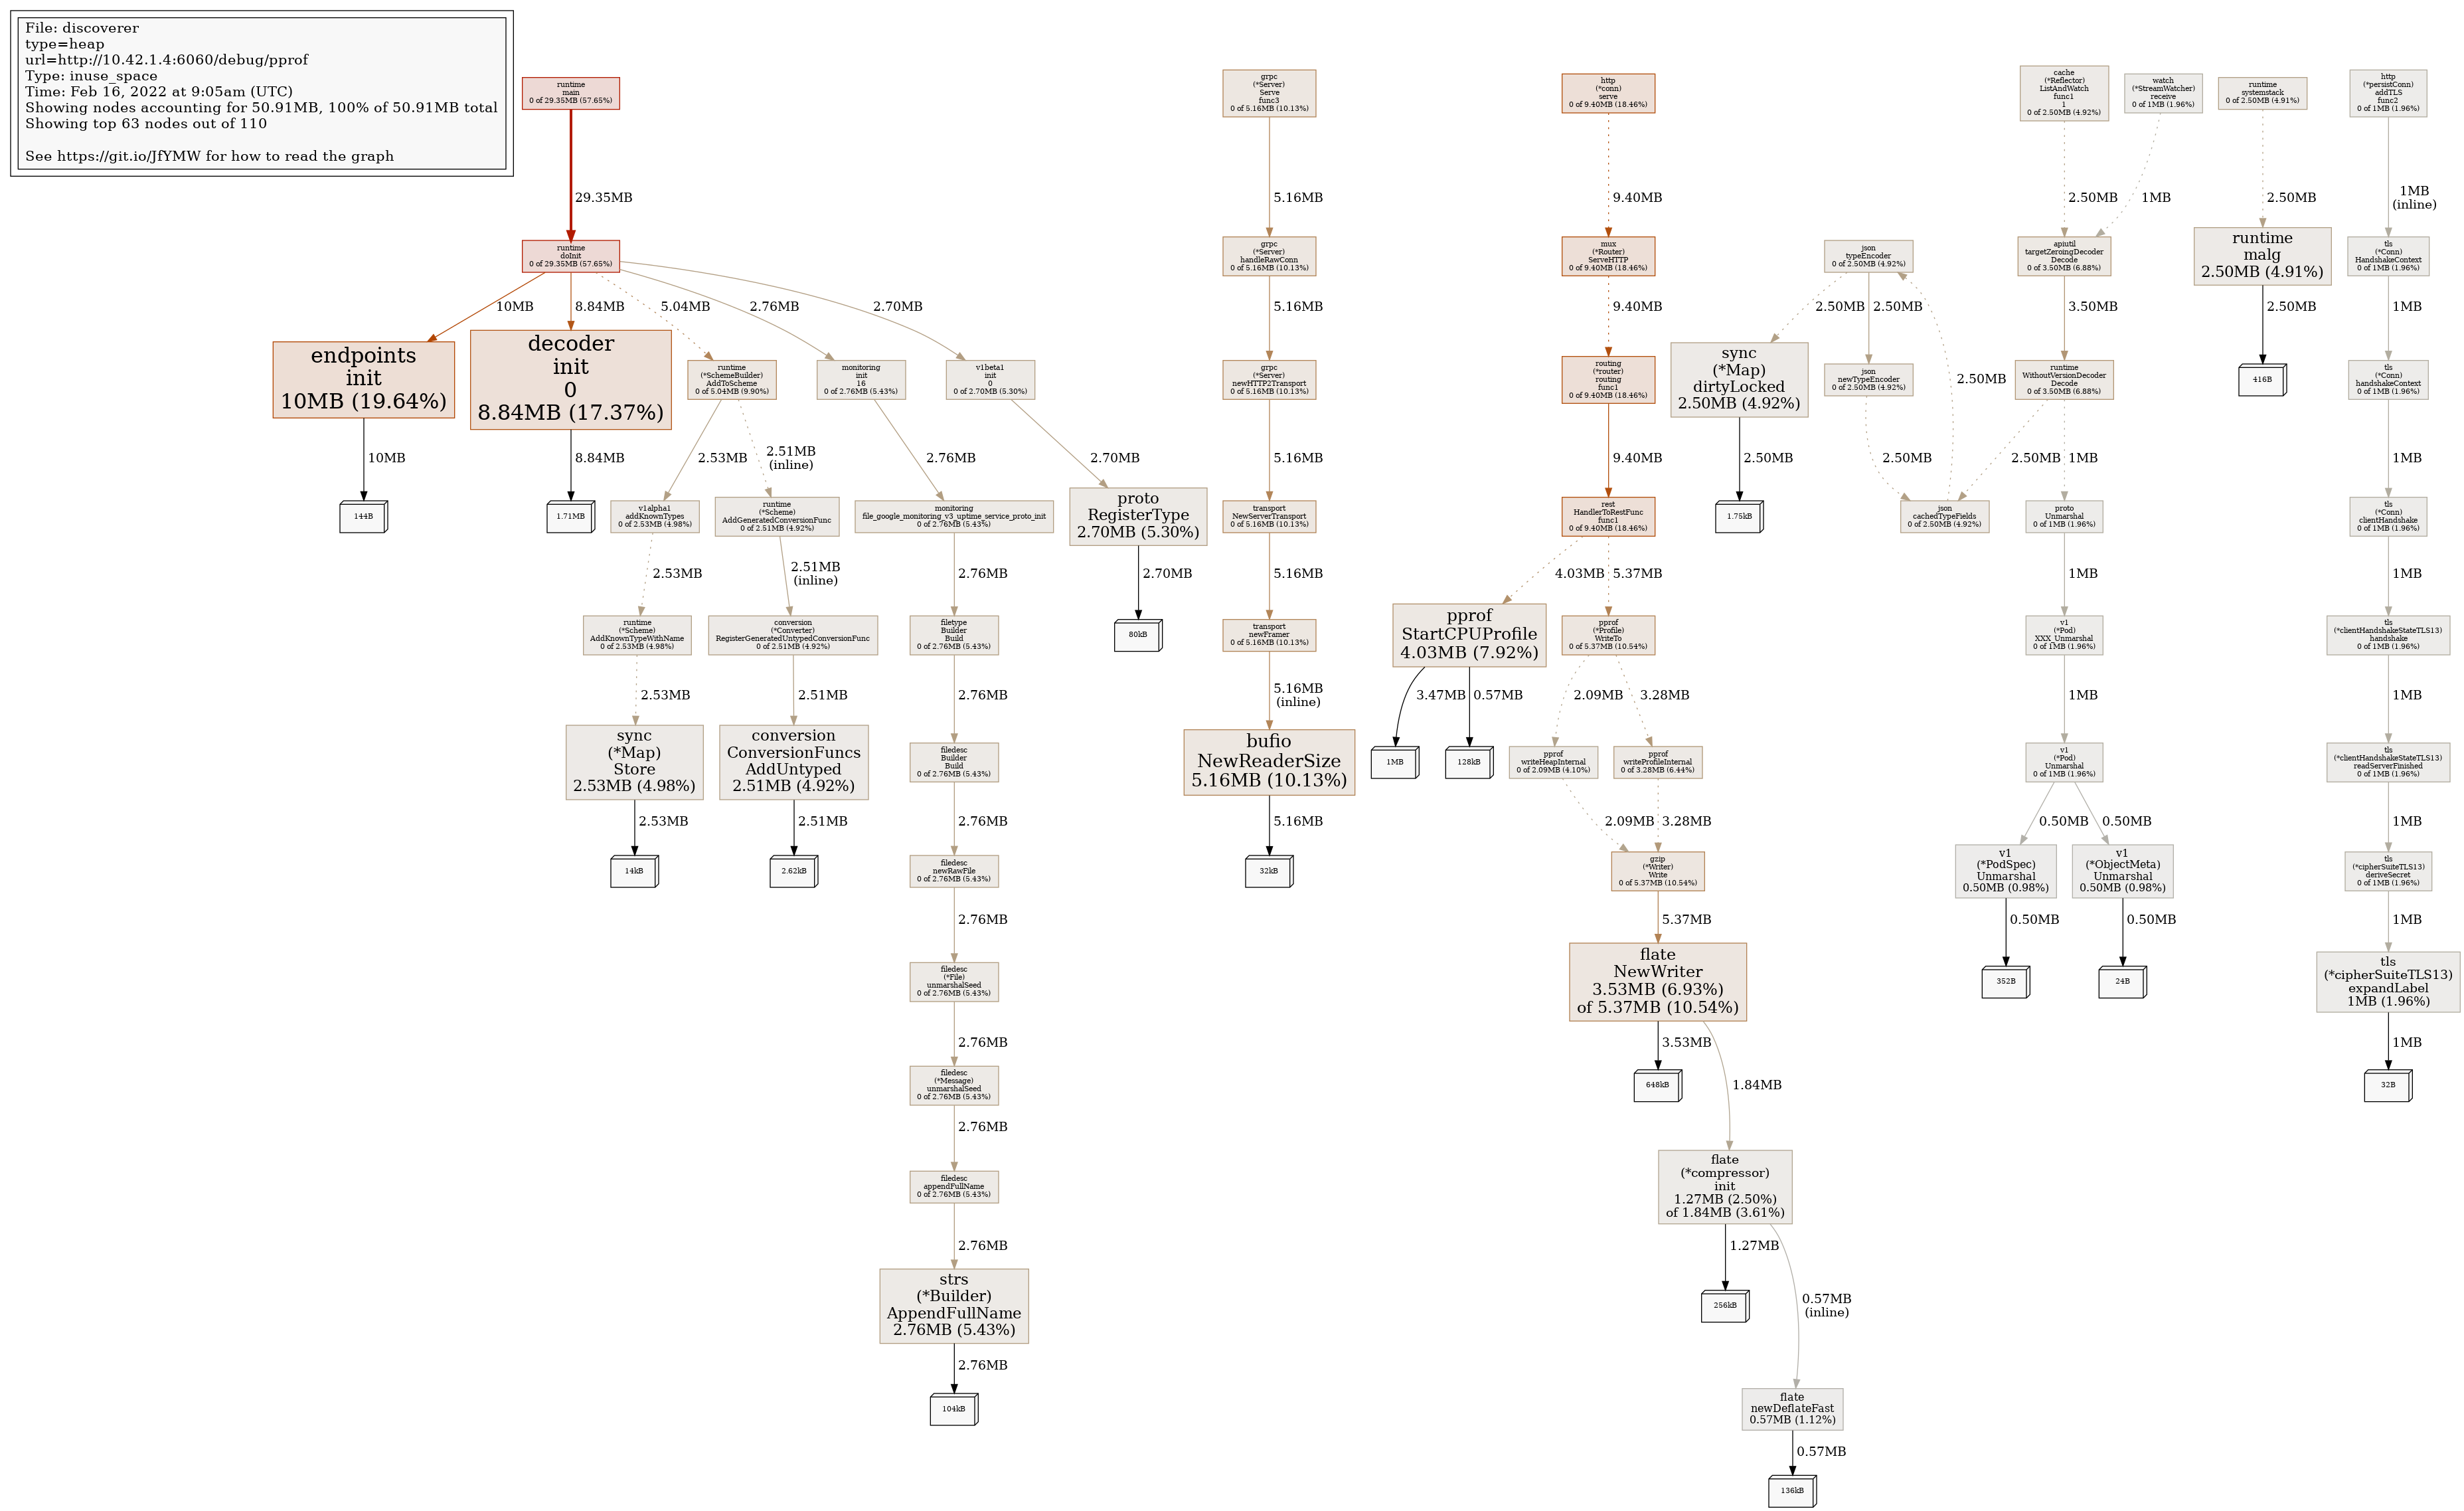 File: discoverer
type=heap
url=http://10.42.1.4:6060/debug/pprof
Type: inuse_space
Time: Feb 16, 2022 at 9:05am (UTC)
Showing nodes accounting for 50.91MB, 100% of 50.91MB total
Showing top 63 nodes out of 110
See https://git.io/JfYMW for how to read the graph
runtime
main
0 of 29.35MB (57.65%)
29.35MB
runtime
doInit
0 of 29.35MB (57.65%)
10MB
8.84MB
5.04MB
2.76MB
2.70MB
endpoints
init
10MB (19.64%)
10MB
144B
decoder
init
0
8.84MB (17.37%)
8.84MB
1.71MB
runtime
(*SchemeBuilder)
AddToScheme
0 of 5.04MB (9.90%)
2.53MB
2.51MB
(inline)
v1alpha1
addKnownTypes
0 of 2.53MB (4.98%)
2.53MB
runtime
(*Scheme)
AddKnownTypeWithName
0 of 2.53MB (4.98%)
2.53MB
sync
(*Map)
Store
2.53MB (4.98%)
2.53MB
14kB
runtime
(*Scheme)
AddGeneratedConversionFunc
0 of 2.51MB (4.92%)
2.51MB
(inline)
conversion
(*Converter)
RegisterGeneratedUntypedConversionFunc
0 of 2.51MB (4.92%)
2.51MB
conversion
ConversionFuncs
AddUntyped
2.51MB (4.92%)
2.51MB
2.62kB
monitoring
init
16
0 of 2.76MB (5.43%)
2.76MB
monitoring
file_google_monitoring_v3_uptime_service_proto_init
0 of 2.76MB (5.43%)
2.76MB
filetype
Builder
Build
0 of 2.76MB (5.43%)
2.76MB
filedesc
Builder
Build
0 of 2.76MB (5.43%)
2.76MB
filedesc
newRawFile
0 of 2.76MB (5.43%)
2.76MB
filedesc
(*File)
unmarshalSeed
0 of 2.76MB (5.43%)
2.76MB
filedesc
(*Message)
unmarshalSeed
0 of 2.76MB (5.43%)
2.76MB
filedesc
appendFullName
0 of 2.76MB (5.43%)
2.76MB
strs
(*Builder)
AppendFullName
2.76MB (5.43%)
2.76MB
104kB
v1beta1
init
0
0 of 2.70MB (5.30%)
2.70MB
proto
RegisterType
2.70MB (5.30%)
2.70MB
80kB
grpc
(*Server)
Serve
func3
0 of 5.16MB (10.13%)
5.16MB
grpc
(*Server)
handleRawConn
0 of 5.16MB (10.13%)
5.16MB
grpc
(*Server)
newHTTP2Transport
0 of 5.16MB (10.13%)
5.16MB
transport
NewServerTransport
0 of 5.16MB (10.13%)
5.16MB
transport
newFramer
0 of 5.16MB (10.13%)
5.16MB
(inline)
bufio
NewReaderSize
5.16MB (10.13%)
5.16MB
32kB
http
(*conn)
serve
0 of 9.40MB (18.46%)
9.40MB
mux
(*Router)
ServeHTTP
0 of 9.40MB (18.46%)
9.40MB
routing
(*router)
routing
func1
0 of 9.40MB (18.46%)
9.40MB
rest
HandlerToRestFunc
func1
0 of 9.40MB (18.46%)
4.03MB
5.37MB
pprof
StartCPUProfile
4.03MB (7.92%)
3.47MB
0.57MB
1MB
128kB
pprof
(*Profile)
WriteTo
0 of 5.37MB (10.54%)
2.09MB
3.28MB
pprof
writeHeapInternal
0 of 2.09MB (4.10%)
pprof
writeProfileInternal
0 of 3.28MB (6.44%)
2.09MB
3.28MB
gzip
(*Writer)
Write
0 of 5.37MB (10.54%)
5.37MB
flate
NewWriter
3.53MB (6.93%)
of 5.37MB (10.54%)
3.53MB
648kB
1.84MB
flate
(*compressor)
init
1.27MB (2.50%)
of 1.84MB (3.61%)
1.27MB
256kB
0.57MB
(inline)
flate
newDeflateFast
0.57MB (1.12%)
0.57MB
136kB
json
typeEncoder
0 of 2.50MB (4.92%)
2.50MB
2.50MB
sync
(*Map)
dirtyLocked
2.50MB (4.92%)
2.50MB
1.75kB
json
newTypeEncoder
0 of 2.50MB (4.92%)
2.50MB
2.50MB
json
cachedTypeFields
0 of 2.50MB (4.92%)
cache
(*Reflector)
ListAndWatch
func1
1
0 of 2.50MB (4.92%)
2.50MB
watch
(*StreamWatcher)
receive
0 of 1MB (1.96%)
1MB
apiutil
targetZeroingDecoder
Decode
0 of 3.50MB (6.88%)
3.50MB
runtime
WithoutVersionDecoder
Decode
0 of 3.50MB (6.88%)
2.50MB
1MB
proto
Unmarshal
0 of 1MB (1.96%)
1MB
v1
(*Pod)
XXX_Unmarshal
0 of 1MB (1.96%)
1MB
v1
(*Pod)
Unmarshal
0 of 1MB (1.96%)
0.50MB
0.50MB
v1
(*PodSpec)
Unmarshal
0.50MB (0.98%)
0.50MB
352B
v1
(*ObjectMeta)
Unmarshal
0.50MB (0.98%)
0.50MB
24B
runtime
systemstack
0 of 2.50MB (4.91%)
2.50MB
runtime
malg
2.50MB (4.91%)
2.50MB
416B
http
(*persistConn)
addTLS
func2
0 of 1MB (1.96%)
1MB
(inline)
tls
(*Conn)
HandshakeContext
0 of 1MB (1.96%)
1MB
tls
(*Conn)
handshakeContext
0 of 1MB (1.96%)
1MB
tls
(*Conn)
clientHandshake
0 of 1MB (1.96%)
1MB
tls
(*clientHandshakeStateTLS13)
handshake
0 of 1MB (1.96%)
1MB
tls
(*clientHandshakeStateTLS13)
readServerFinished
0 of 1MB (1.96%)
1MB
tls
(*cipherSuiteTLS13)
deriveSecret
0 of 1MB (1.96%)
1MB
tls
(*cipherSuiteTLS13)
expandLabel
1MB (1.96%)
1MB
32B